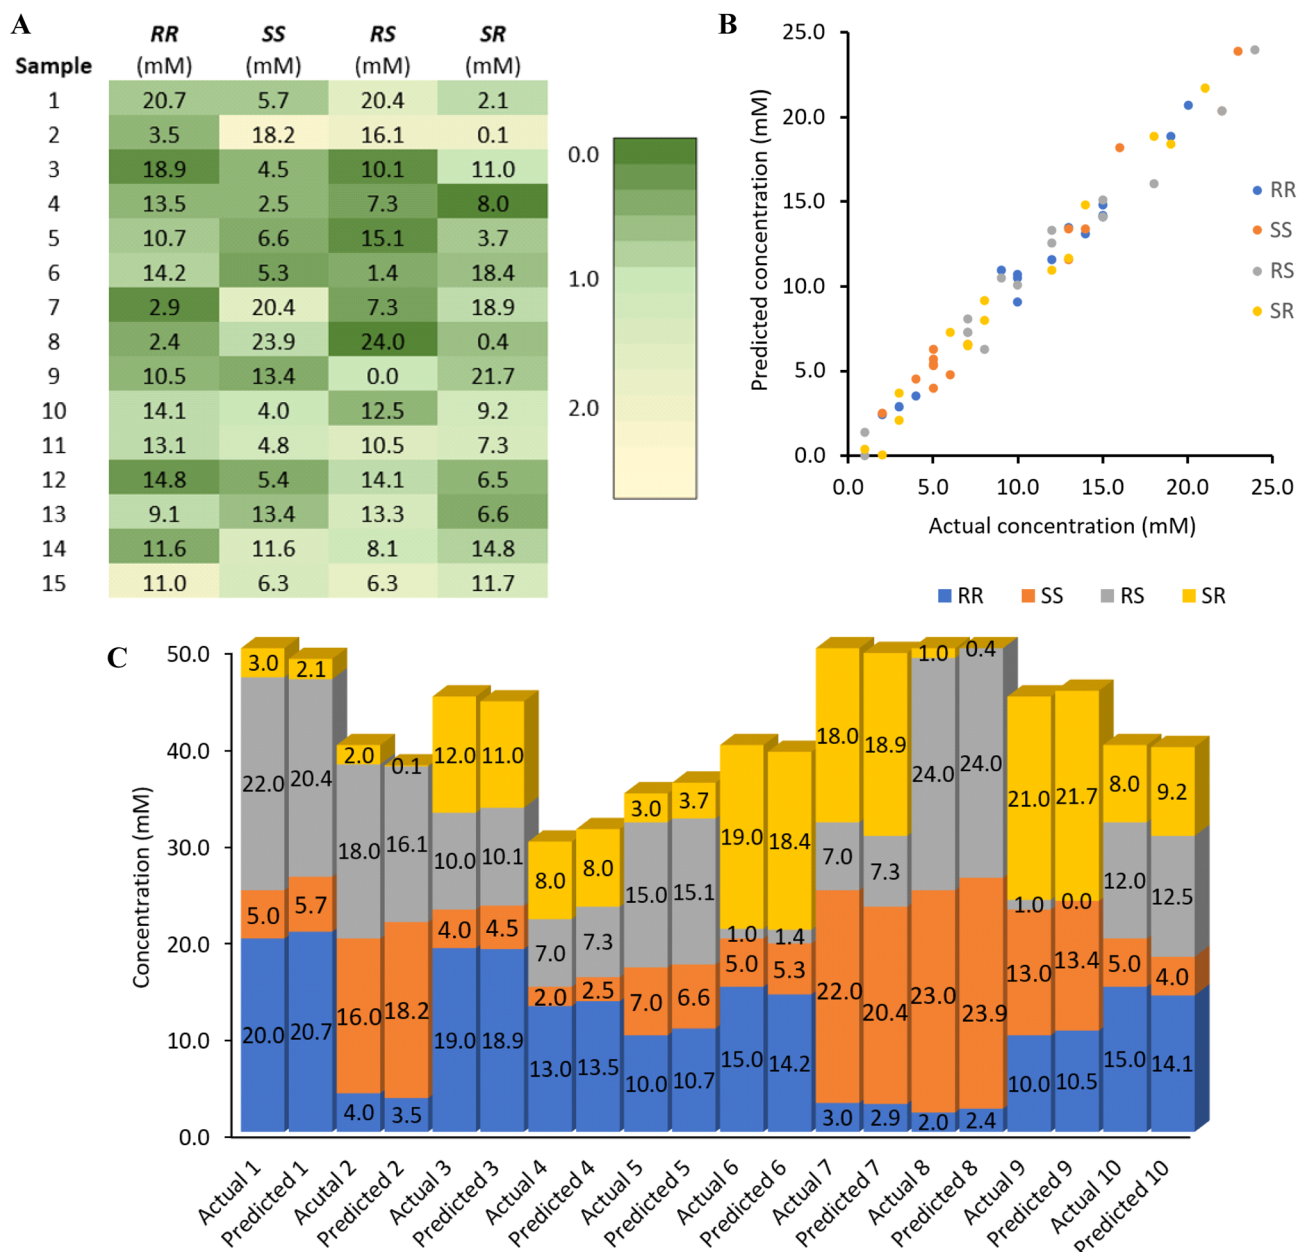 A
RR SS RS SR
Sample (mM) (mM) (mM) (mM)
1 20.7 5.7 20.4 2.1
2 3.5 18.2 16.1 0.1
3 18.9 4.5 10.1 11.0
4 13.5 2.5 7.3 8.0
5 10.7 6.6 15.1 3.7
6 14.2 5.3 1.4 18.4
7 2.9 20.4 7.3 18.9
8 2.4 23.9 24.0 0.4
9 10.5 13.4 0.0 21.7
10 14.1 4.0 12.5 9.2
11 13.1 4.8 10.5 7.3
12 14.8 5.4 14.1 6.5
13 9.1 13.4 13.3 6.6
14 11.6 11.6 8.1 14.8
15 11.0 6.3 6.3 11.7
0.0
1.0
2.0
B
25.0
20.0
15.0
10.0
5.0
0.0
Predicted concentration (mM)
0.0 5.0 10.0 15.0 20.0 25.0
Actual concentration (mM)
RR
SS
RS
SR
RR SS RS SR
C
50.0
40.0
30.0
20.0
10.0
0.0
Concentration (mM)
3.0 22.0 5.0 20.0
2.1 20.4 5.7 20.7
2.0 18.0 16.0 4.0
0.1 16.1 18.2 3.5
12.0 10.0 4.0 19.0
11.0 10.1 4.5 18.9
8.0 7.0 2.0 13.0
8.0 7.3 2.5 13.5
3.0 15.0 7.0 10.0
3.7 15.1 6.6 10.7
19.0 1.0 5.0 15.0
18.4 1.4 5.3 14.2
18.0 7.0 22.0 3.0
18.9 7.3 20.4 2.9
1.0 24.0 23.0 2.0
0.4 24.0 23.9 2.4
21.0 1.0 13.0 10.0
21.7 0.0 13.4 10.5
8.0 12.0 5.0 15.0
9.2 12.5 4.0 14.1
Actual 1
Predicted 1
Acutal 2
Predicted 2
Actual 3
Predicted 3
Actual 4
Predicted 4
Actual 5
Predicted 5
Actual 6
Predicted 6
Actual 7
Predicted 7
Actual 8
Predicted 8
Actual 9
Predicted 9
Actual 10
Predicted 10